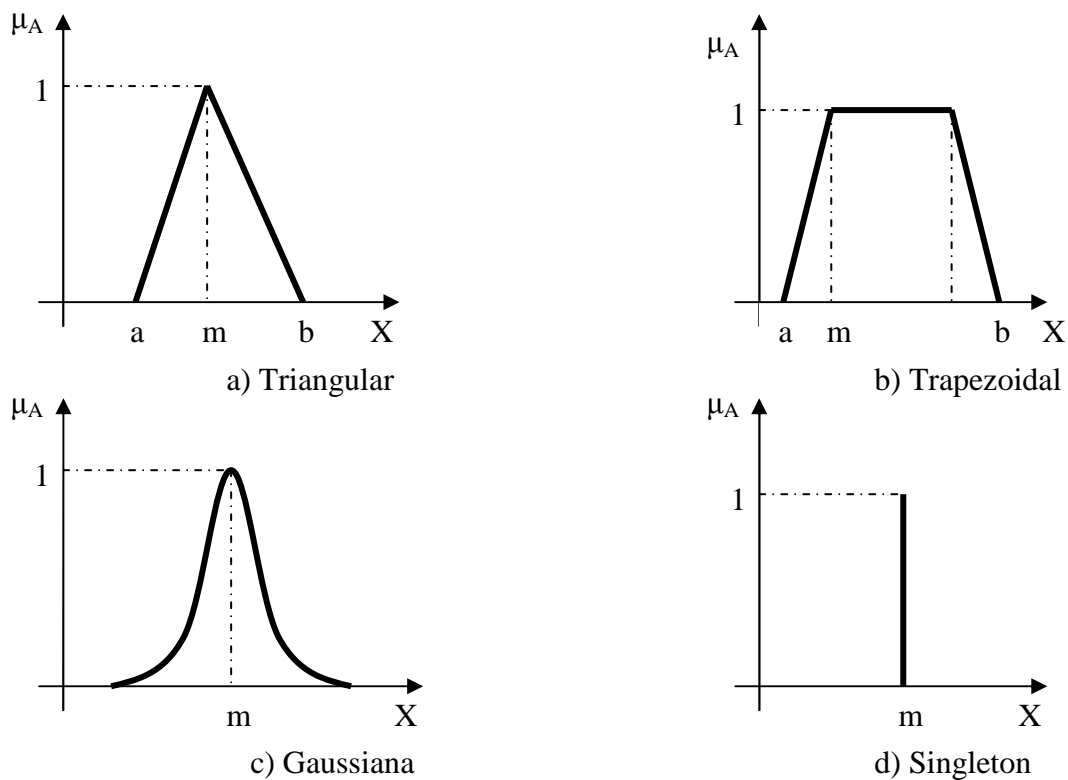 μA
1
a m b X
a) Triangular
μA
1
a m b X
b) Trapezoidal
μA
1
m X
c) Gaussiana
μA
1
m X
d) Singleton